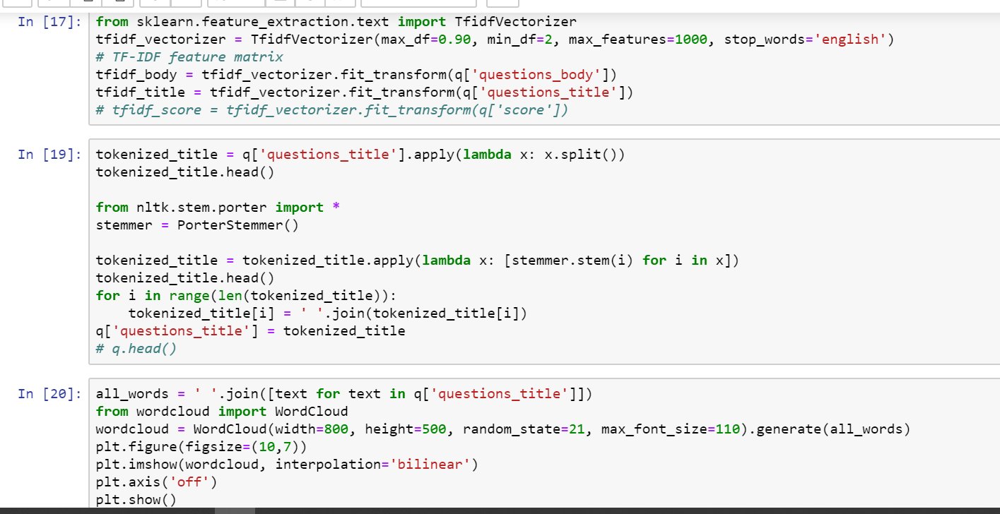 In [17]: from sklearn.feature_extraction.text import TfidfVectorizer
tfidf_vectorizer = TfidfVectorizer(max_df=0.90, min_df=2, max_features=1000, stop_words='english')
# TF-IDF feature matrix
tfidf_body = tfidf_vectorizer.fit_transform(q['questions_body'])
tfidf_title = tfidf_vectorizer.fit_transform(q['questions_title'])
# tfidf_score = tfidf_vectorizer.fit_transform(q['score'])
In [19]: tokenized_title = q['questions_title'].apply(lambda x: x.split())
tokenized_title.head()
from nltk.stem.porter import *
stemmer = PorterStemmer()
tokenized_title = tokenized_title.apply(lambda x: [stemmer.stem(i) for i in x])
tokenized_title.head()
for i in range(len(tokenized_title)):
    tokenized_title[i] = ' '.join(tokenized_title[i])
q['questions_title'] = tokenized_title
# q.head()
In [20]: all_words = ' '.join([text for text in q['questions_title']])
from wordcloud import WordCloud
wordcloud = WordCloud(width=800, height=500, random_state=21, max_font_size=110).generate(all_words)
plt.figure(figsize=(10,7))
plt.imshow(wordcloud, interpolation='bilinear')
plt.axis('off')
plt.show()